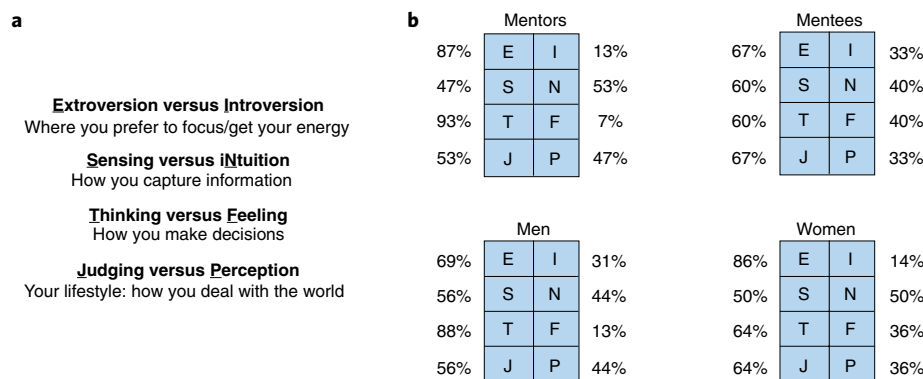 a
Extroversion versus Introversion
Where you prefer to focus/get your energy
Sensing versus iNtuition
How you capture information
Thinking versus Feeling
How you make decisions
Judging versus Perception
Your lifestyle: how you deal with the world
b
Mentors
87% E I 13%
47% S N 53%
93% T F 7%
53% J P 47%
Mentees
67% E I 33%
60% S N 40%
60% T F 40%
67% J P 33%
Men
69% E I 31%
56% S N 44%
88% T F 13%
56% J P 44%
Women
86% E I 14%
50% S N 50%
64% T F 36%
64% J P 36%